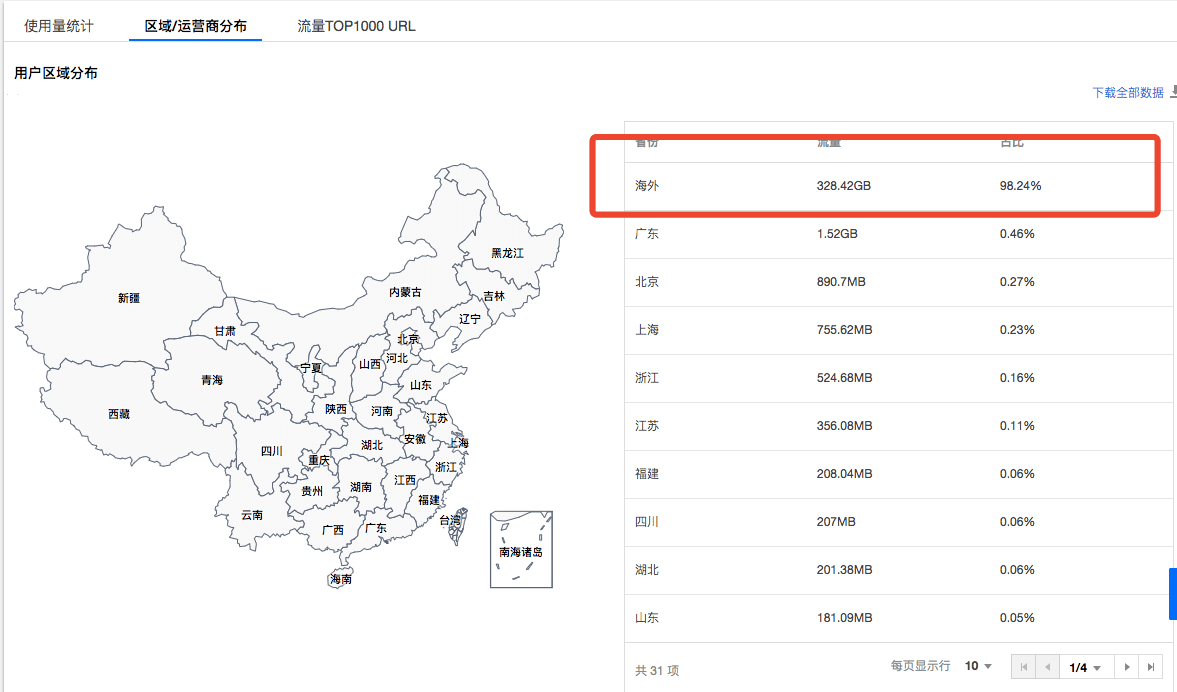 使用量统计 区域/运营商分布 流量TOP1000 URL
用户区域分布
下载全部数据
省份 流量 占比
海外 328.42GB 98.24%
广东 1.52GB 0.46%
北京 890.7MB 0.27%
上海 755.62MB 0.23%
浙江 524.68MB 0.16%
江苏 356.08MB 0.11%
福建 208.04MB 0.06%
四川 207MB 0.06%
湖北 201.38MB 0.06%
山东 181.09MB 0.05%
共 31 项 每页显示行 10 1/4
黑龙江
内蒙古
吉林
新疆
辽宁
甘肃
北京
河北
山西
宁夏
青海
山东
陕西
河南
西藏
江苏
安徽
上海
湖北
四川
重庆
浙江
江西
湖南
贵州
福建
云南
台湾
广西
广东
南海诸岛
海南